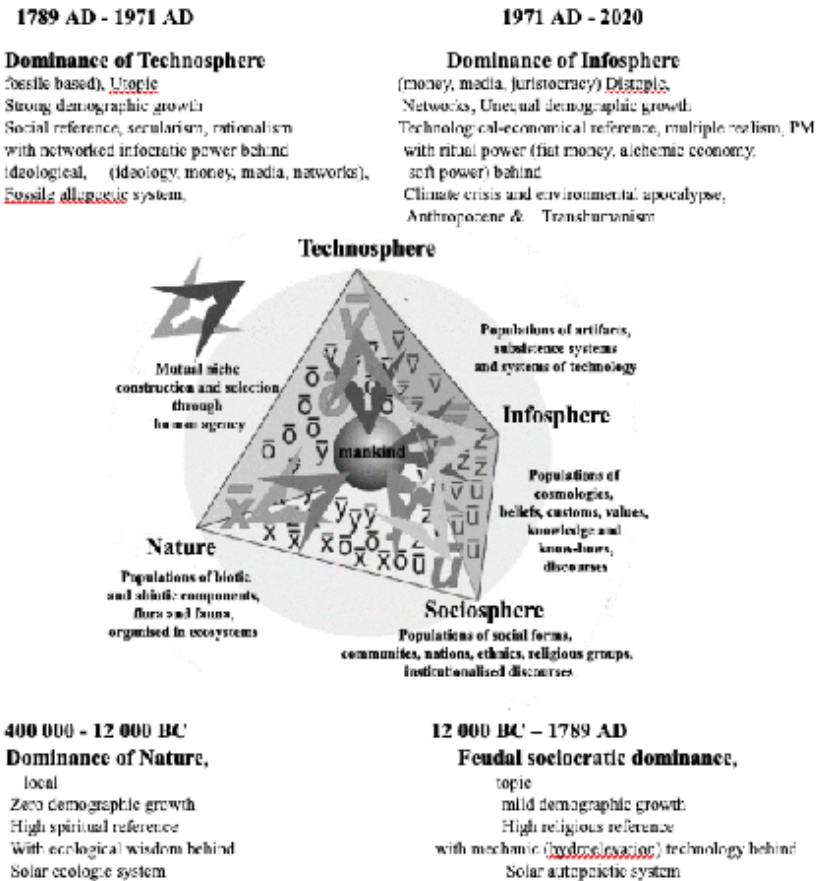 1789 AD - 1971 AD
Dominance of Technosphere
fossile based), Utopic
Strong demographic growth
Social reference, secularism, rationalism
with networked infocratic power behind
ideological, (ideology, money, media, networks),
Fossile allopoetic system,
1971 AD - 2020
Dominance of Infosphere
(money, media, juristocracy) Distopic,
Networks, Unequal demographic growth
Technological-economical reference, multiple realism, PM
with ritual power (fiat money, alchemic economy,
soft power) behind
Climate crisis and environmental apocalypse,
Anthropocene & Transhumanism
Technosphere
Populations of artifacts,
subsistence systems
and systems of technology
Mutual niche
construction and selection
through
human agency
Infosphere
mankind
Populations of
cosmologies,
beliefs, customs, values,
knowledge and
know-hows,
discourses
Nature
Populations of biotic
and abiotic components,
flora and fauna,
organised in ecosystems
Sociosphere
Populations of social forms,
communites, nations, ethnics, religious groups,
institutionalised discourses
400 000 - 12 000 BC
Dominance of Nature,
local
Zero demographic growth
High spiritual reference
With ecological wisdom behind
Solar ecologic system
12 000 BC – 1789 AD
Feudal sociocratic dominance,
topic
mild demographic growth
High religious reference
with mechanic (hydroelevation) technology behind
Solar autopoietic system